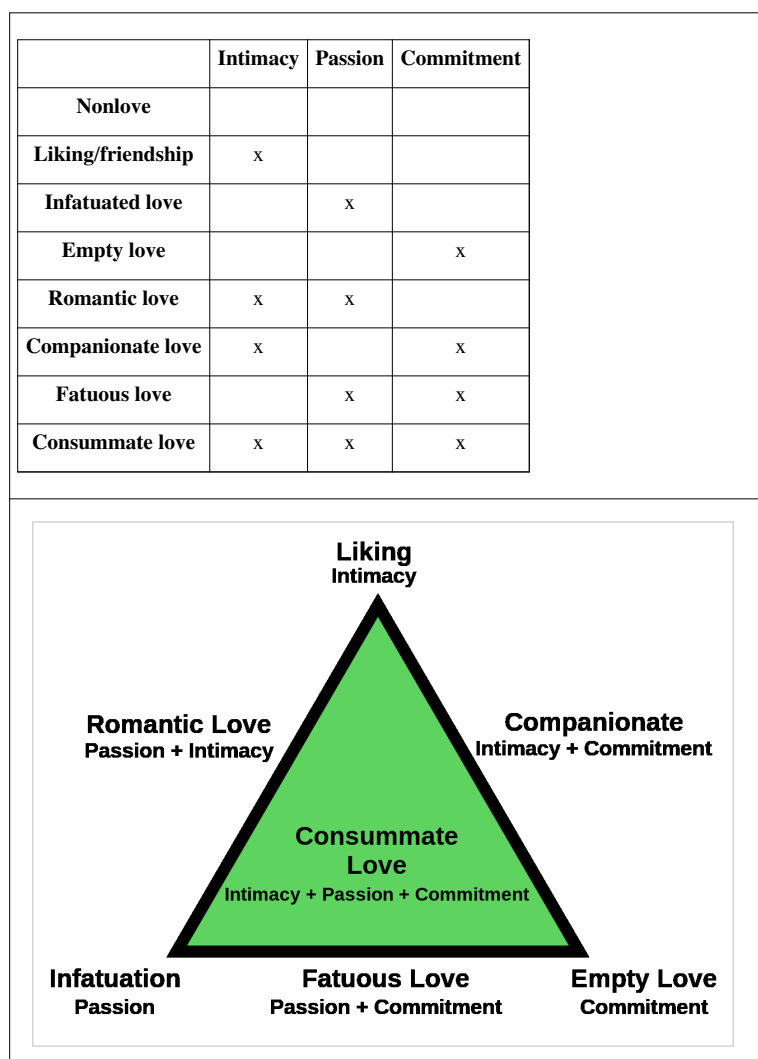 Intimacy Passion Commitment
Nonlove
Liking/friendship x
Infatuated love x
Empty love x
Romantic love x x
Companionate love x x
Fatuous love x x
Consummate love x x x
Liking
Intimacy
Romantic Love
Passion + Intimacy
Companionate
Intimacy + Commitment
Consummate
Love
Intimacy + Passion + Commitment
Infatuation
Passion
Fatuous Love
Passion + Commitment
Empty Love
Commitment